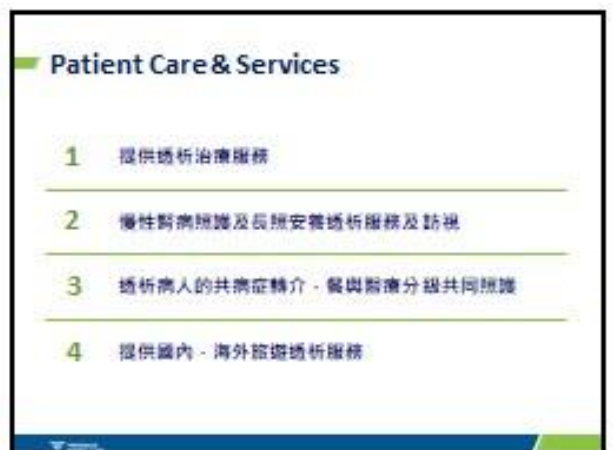 Patient Care & Services
1 提供透析治療服務
2 慢性腎病照護及長照安養透析服務及訪視
3 透析病人的共病症轉介，參與醫療分級共同照護
4 提供國內、海外旅遊透析服務